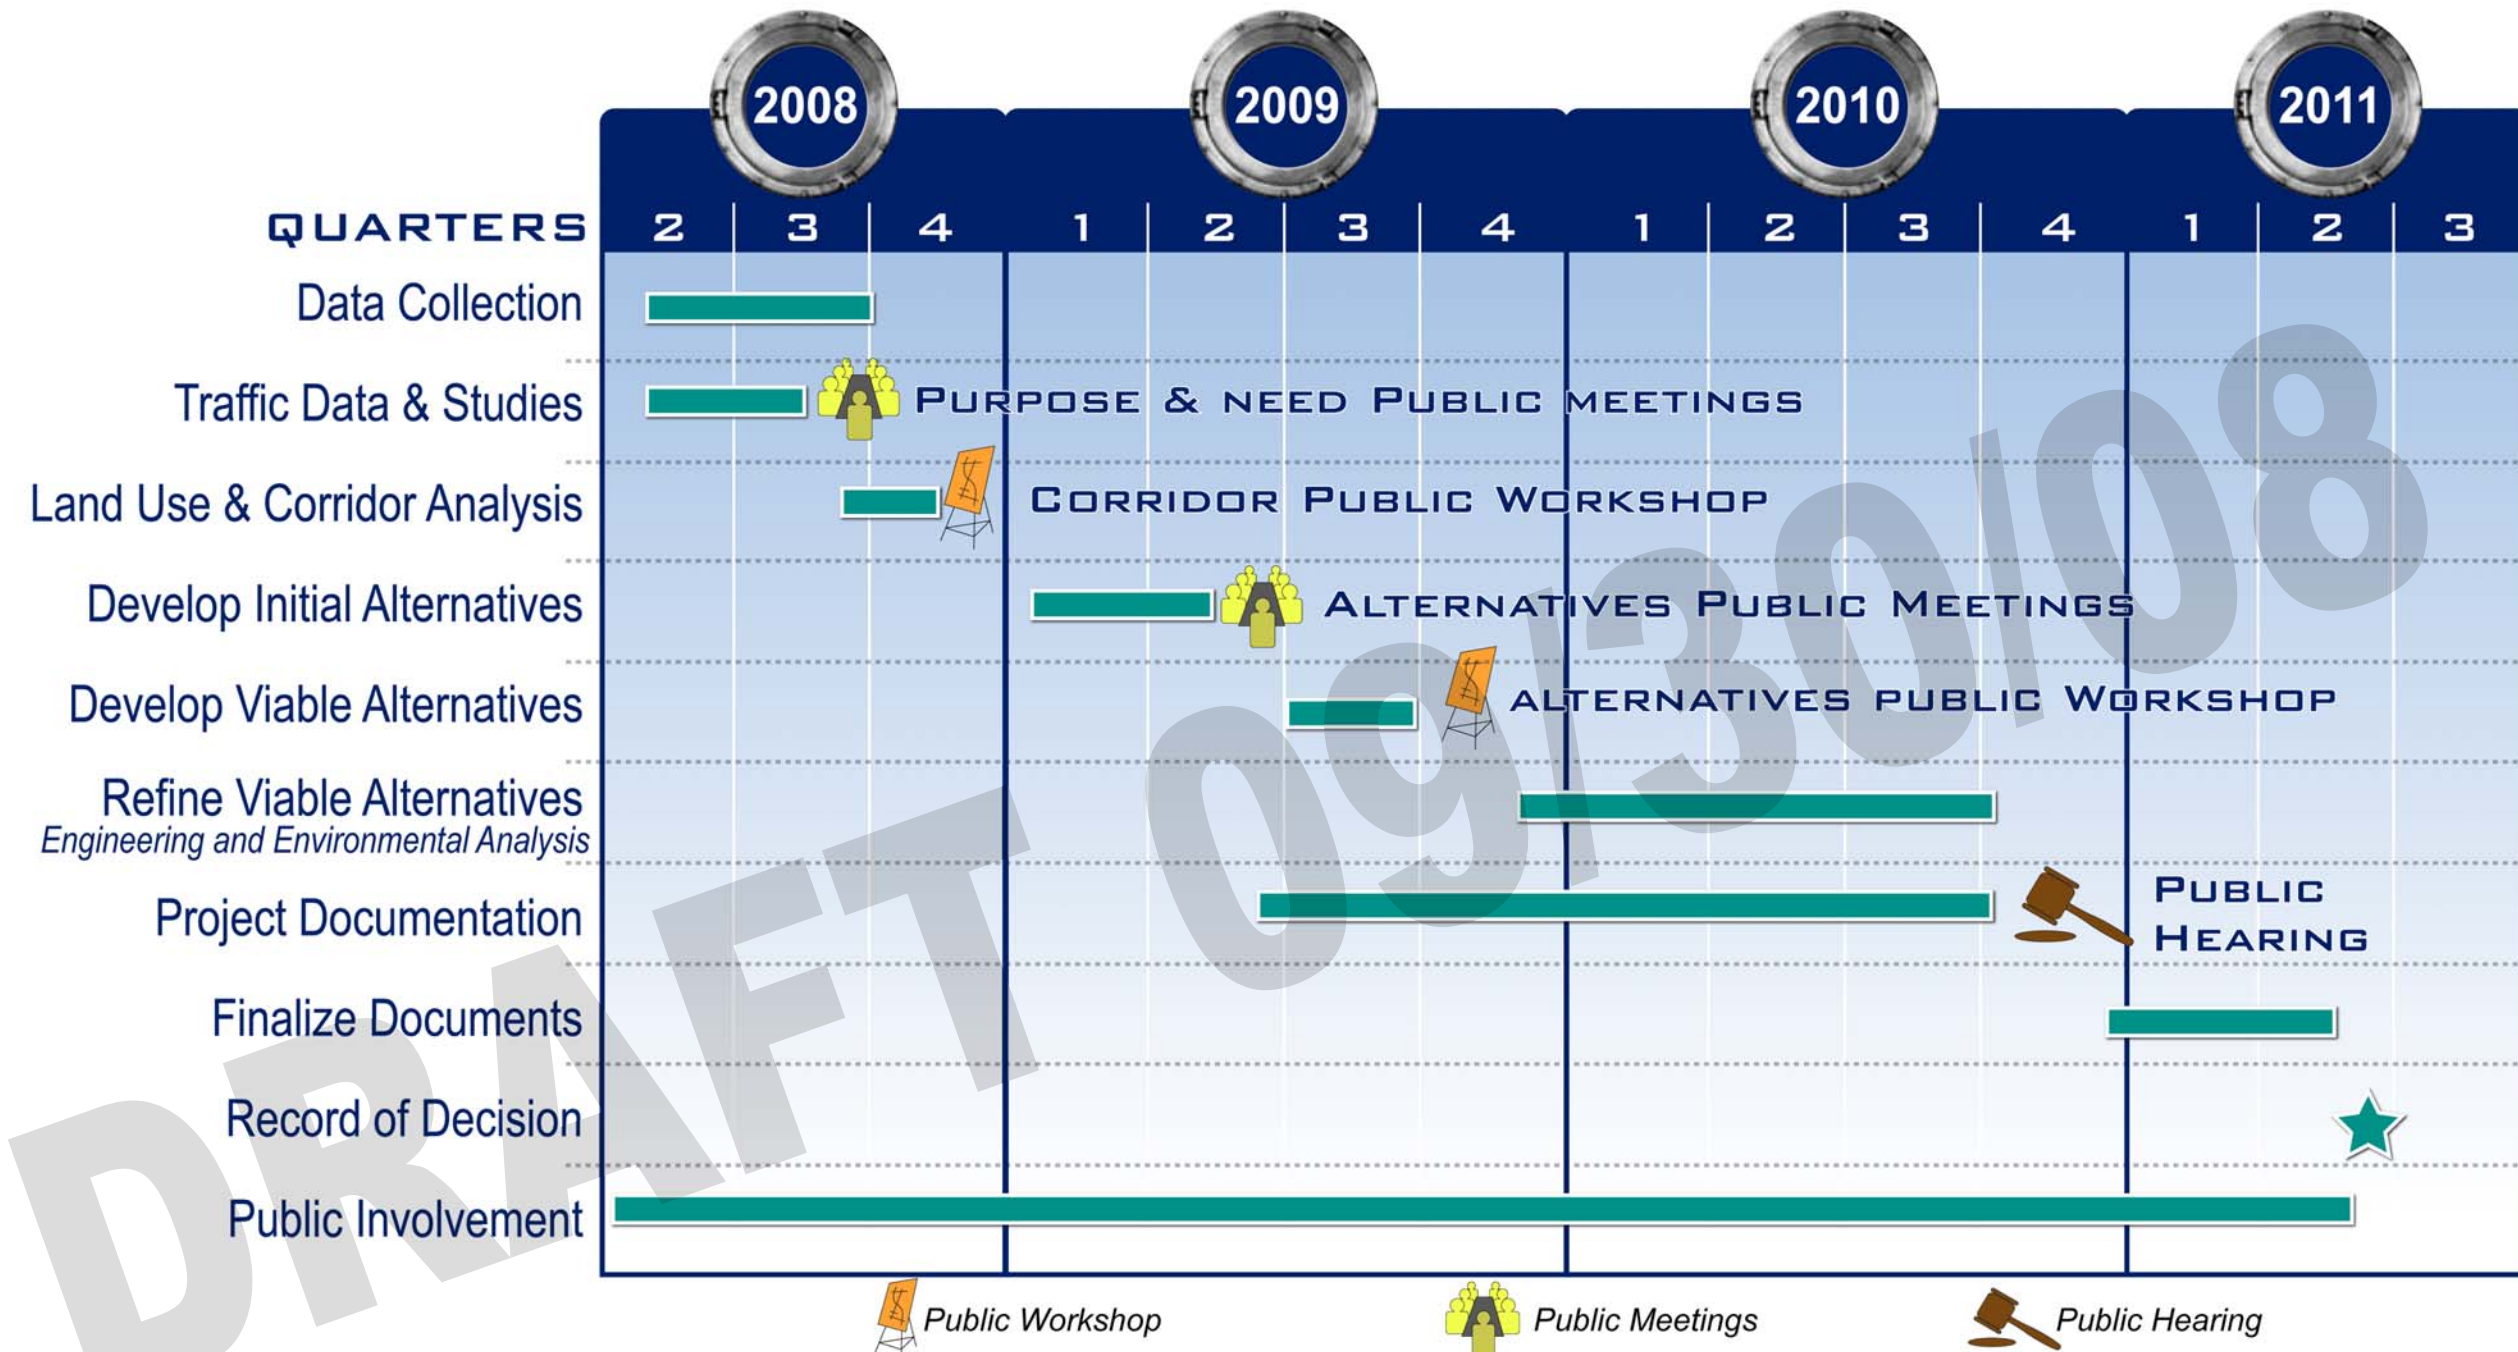 2008 2009 2010 2011
QUARTERS 2 3 4 1 2 3 4 1 2 3 4 1 2 3
Data Collection
Traffic Data & Studies PURPOSE & NEED PUBLIC MEETINGS
Land Use & Corridor Analysis CORRIDOR PUBLIC WORKSHOP
Develop Initial Alternatives ALTERNATIVES PUBLIC MEETINGS
Develop Viable Alternatives ALTERNATIVES PUBLIC WORKSHOP
Refine Viable Alternatives
Engineering and Environmental Analysis
Project Documentation PUBLIC
HEARING
Finalize Documents
Record of Decision
Public Involvement
Public Workshop Public Meetings Public Hearing
DRAFT 09/30/08